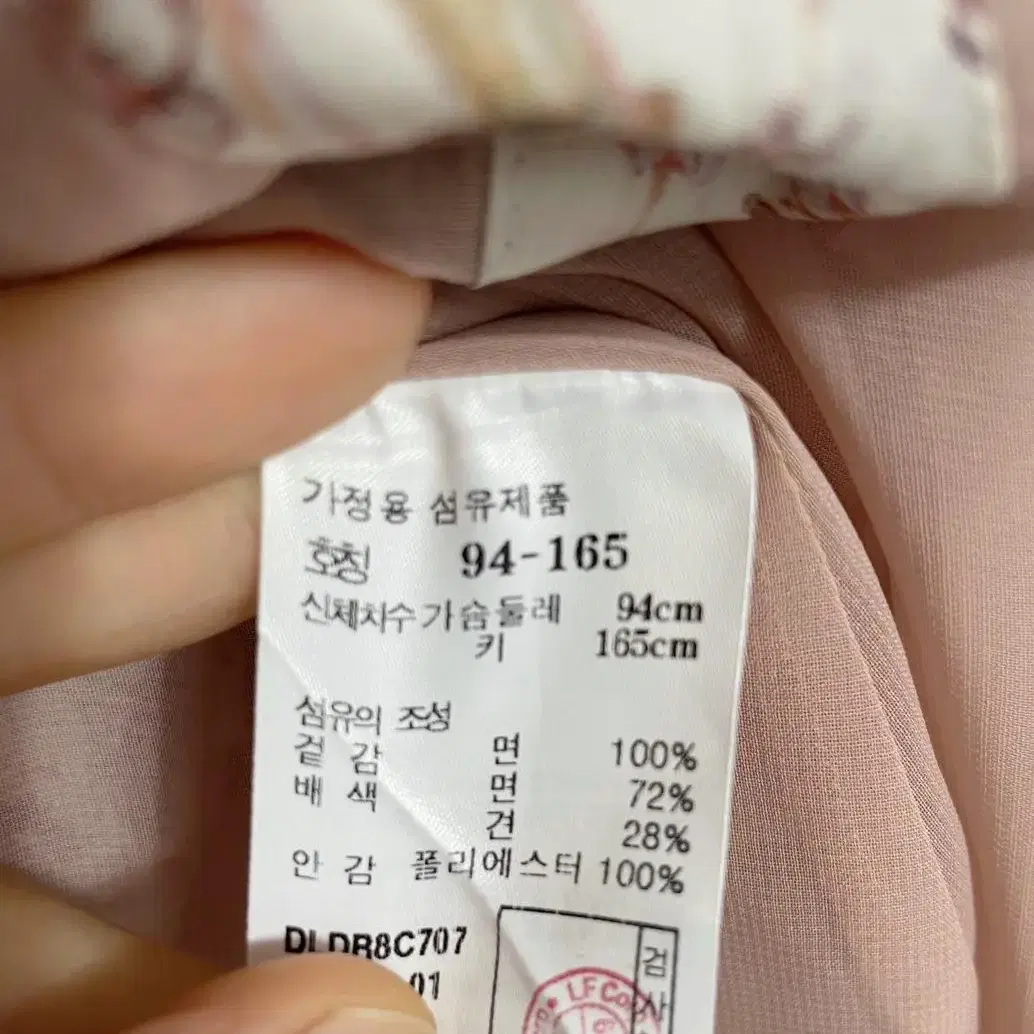 가정용 섬유제품
호칭 94-165
신체치수 가슴둘레 94cm
키 165cm
섬유의 조성
겉 감 면 100%
배 색 면 72%
견 28%
안 감 폴리에스터 100%
DLDR8C707
01
검사
LF Corp